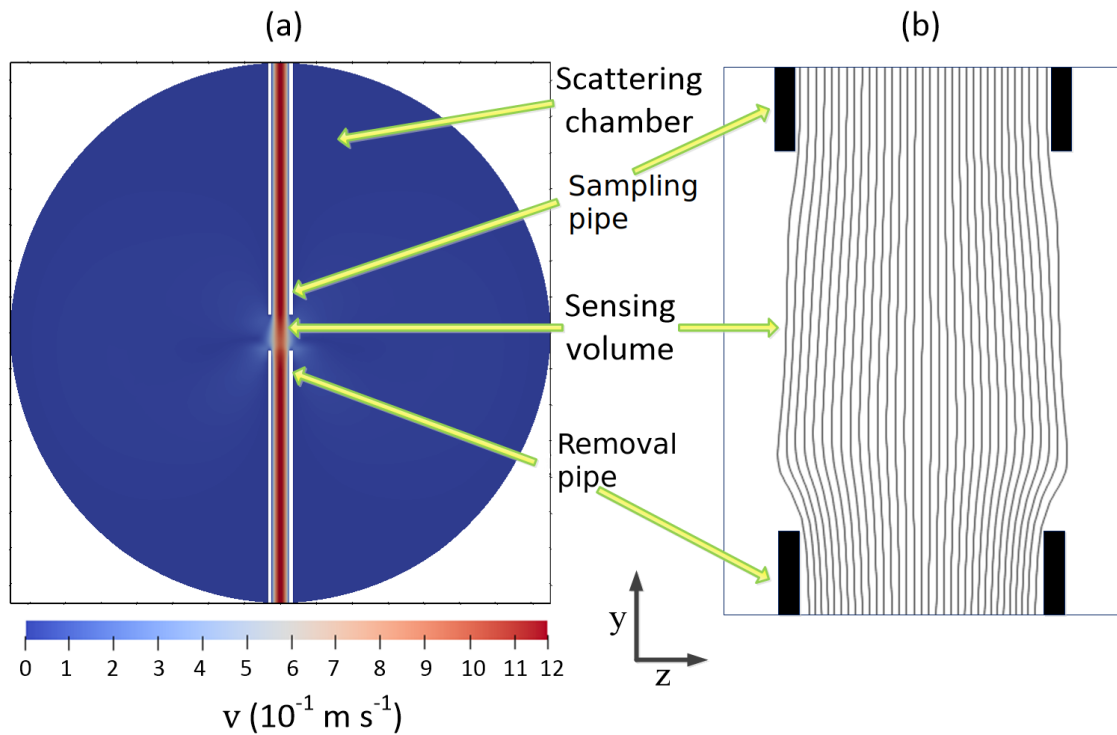 (a)
(b)
Scattering
chamber
Sampling
pipe
Sensing
volume
Removal
pipe
y
z
0 1 2 3 4 5 6 7 8 9 10 11 12
v (10⁻¹ m s⁻¹)